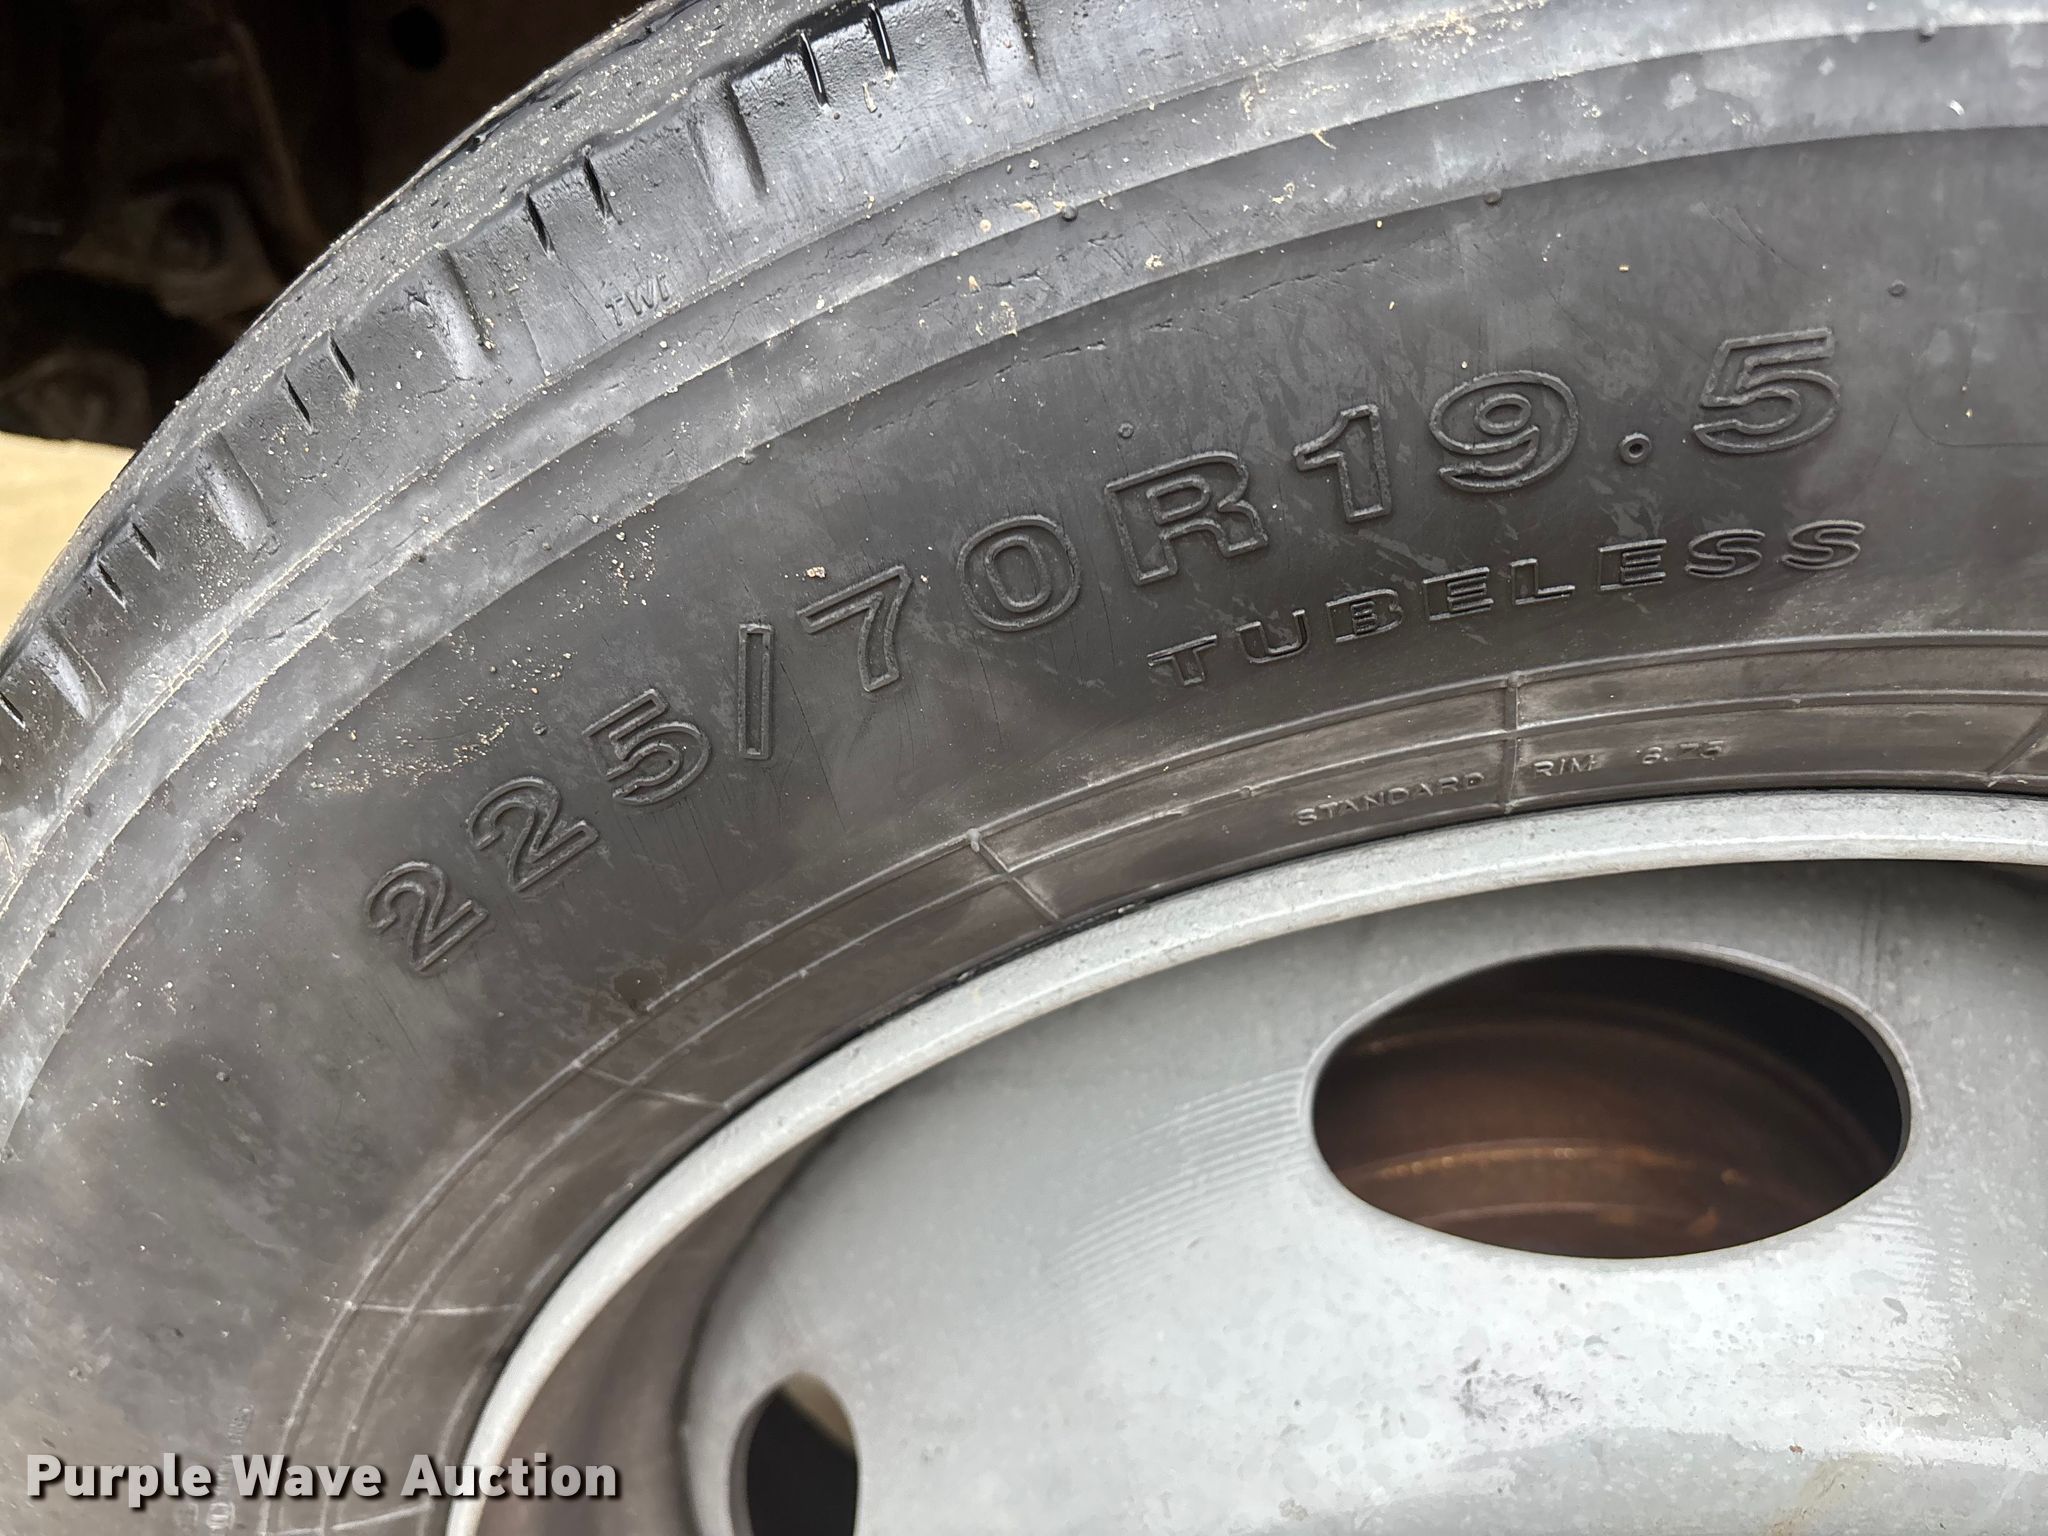 TWI
225/70R19.5
TUBELESS
STANDARD RIM 6.75
Purple Wave Auction